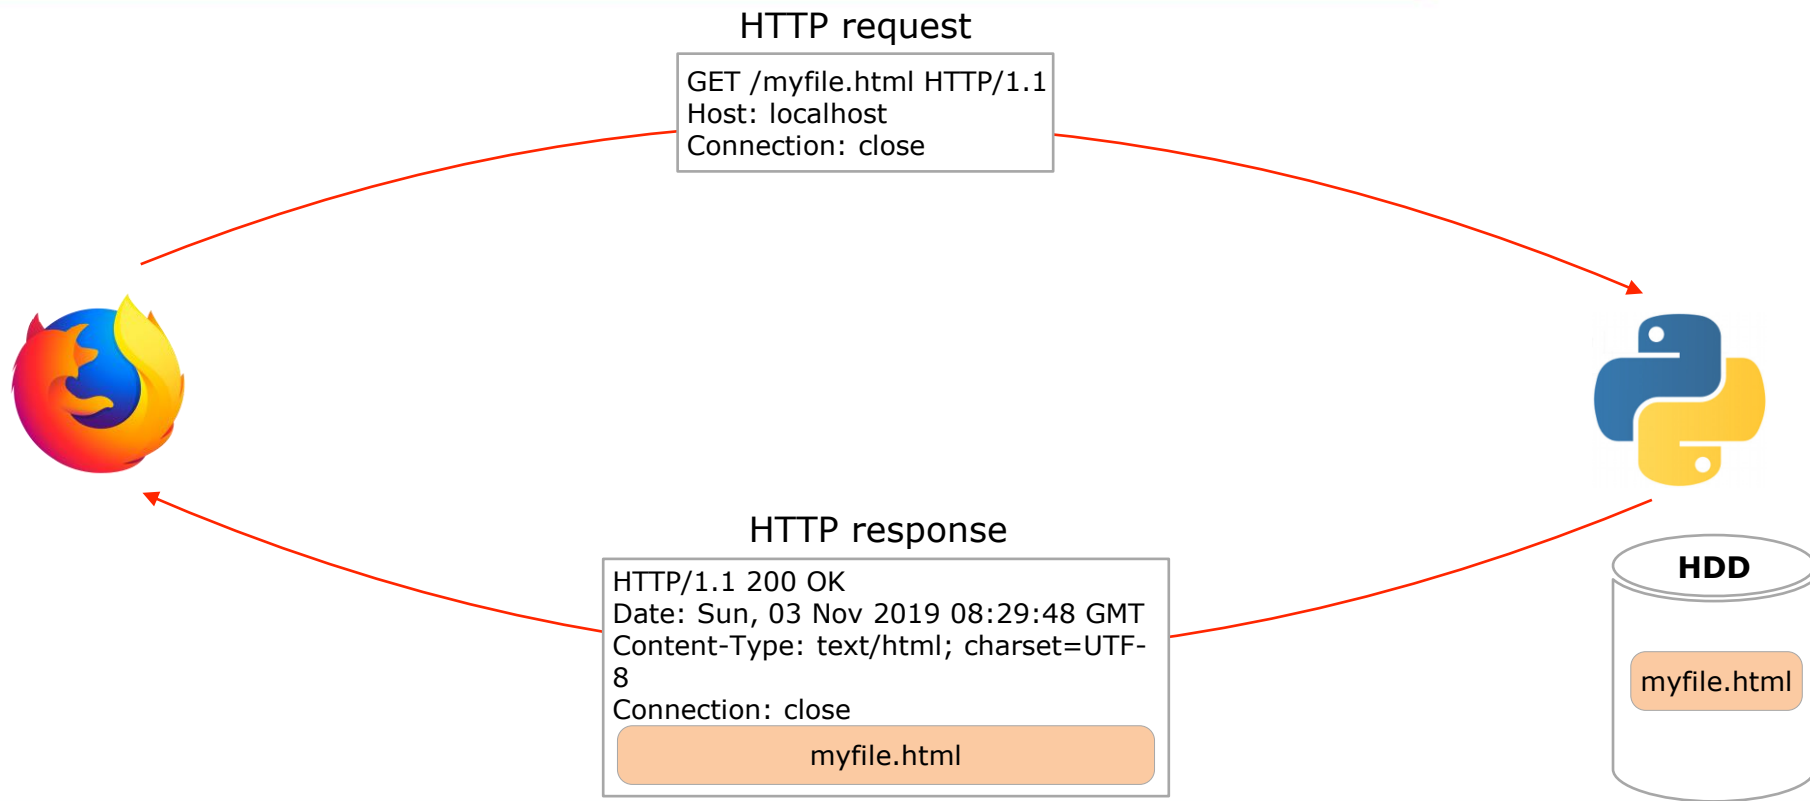 HTTP request
GET /myfile.html HTTP/1.1
Host: localhost
Connection: close
HTTP response
HTTP/1.1 200 OK
Date: Sun, 03 Nov 2019 08:29:48 GMT
Content-Type: text/html; charset=UTF-
8
Connection: close
myfile.html
HDD
myfile.html